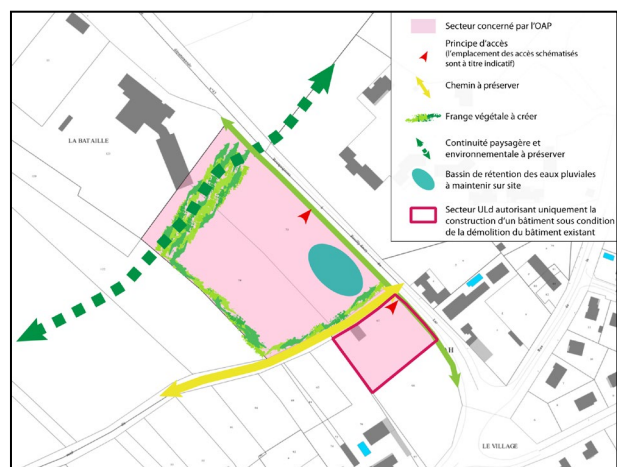 Secteur concerné par l'OAP
Principe d'accès
(l'emplacement des accès schématisés
sont à titre indicatif)
Chemin à préserver
Frange végétale à créer
Continuité paysagère et
environnementale à préserver
Bassin de rétention des eaux pluviales
à maintenir sur site
Secteur ULd autorisant uniquement la
construction d'un bâtiment sous condition
de la démolition du bâtiment existant
LA BATAILLE
H
LE VILLAGE